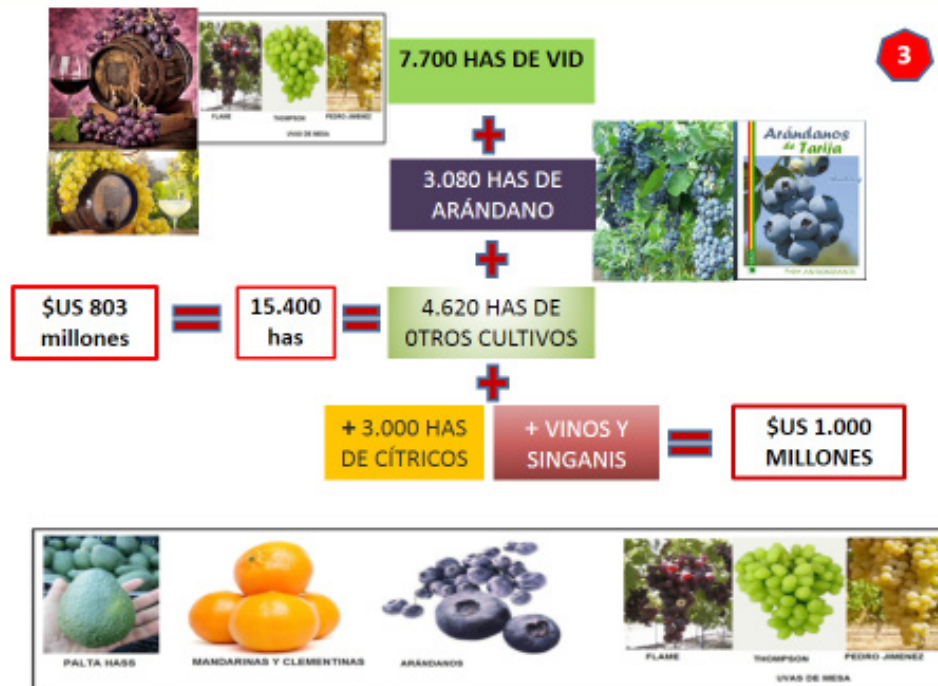 7.700 HAS DE VID
3
FLAME
THOMPSON
PEDRO JIMENEZ
UVAS DE MESA
3.080 HAS DE
ARÁNDANO
Arándanos
de Tarija
$US 803
millones
15.400
has
4.620 HAS DE
0TROS CULTIVOS
+ 3.000 HAS
DE CÍTRICOS
+ VINOS Y
SINGANIS
$US 1.000
MILLONES
PALTA HASS
MANDARINAS Y CLEMENTINAS
ARÁNDANOS
FLAME
THOMPSON
PEDRO JIMENEZ
UVAS DE MESA